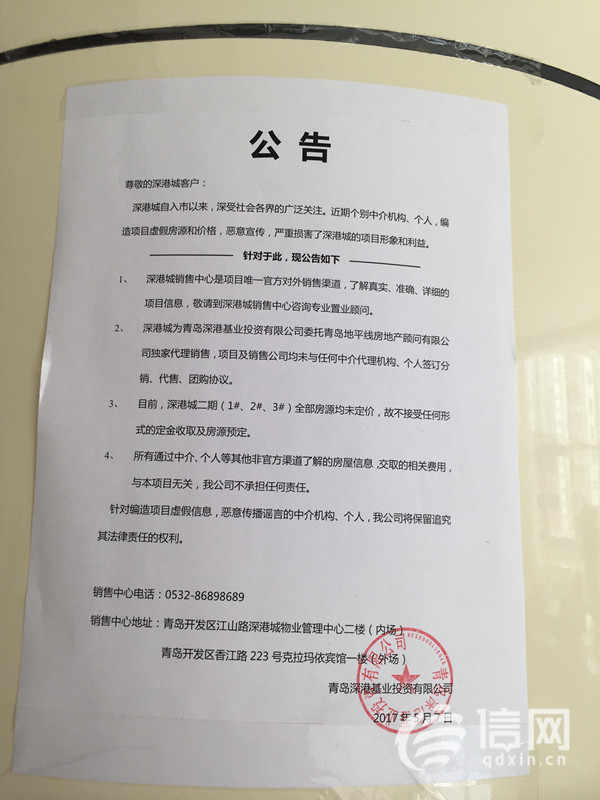 公告
尊敬的深港城客户：
深港城自入市以来，深受社会各界的广泛关注。近期个别中介机构、个人，编
造项目虚假房源和价格，恶意宣传，严重损害了深港城的项目形象和利益。
针对于此，现公告如下
1、 深港城销售中心是项目唯一官方对外销售渠道，了解真实、准确、详细的
项目信息，敬请到深港城销售中心咨询专业置业顾问。
2、 深港城为青岛深港基业投资有限公司委托青岛地平线房地产顾问有限公
司独家代理销售，项目及销售公司均未与任何中介代理机构、个人签订分
销、代售、团购协议。
3、 目前，深港城二期（1#、2#、3#）全部房源均未定价，故不接受任何形
式的定金收取及房源预定。
4、 所有通过中介、个人等其他非官方渠道了解的房屋信息，交取的相关费用，
与本项目无关，我公司不承担任何责任。
针对编造项目虚假信息，恶意传播谣言的中介机构、个人，我公司将保留追究
其法律责任的权利。
销售中心电话：0532-86898689
销售中心地址：青岛开发区江山路深港城物业管理中心二楼（内场）
青岛开发区香江路 223 号克拉玛依宾馆一楼（外场）
青岛深港基业投资有限公司
2017 年 5 月 7 日
信网
qdxin.cn